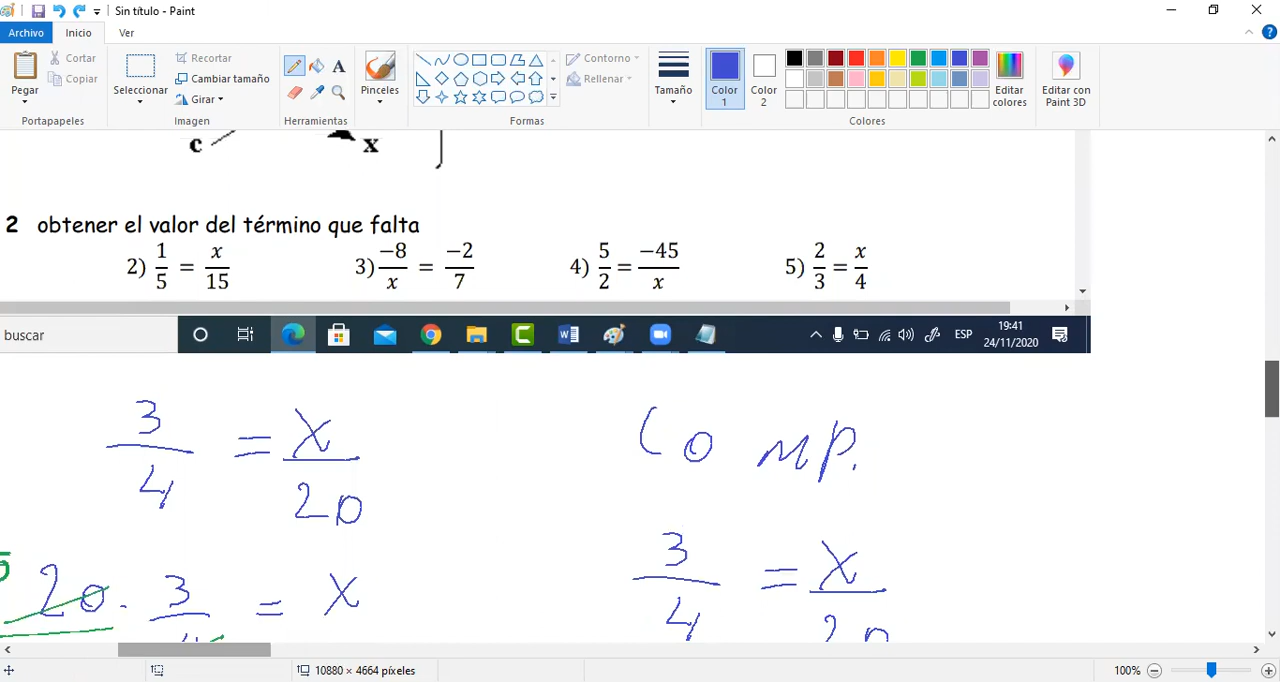 Sin título - Paint
Archivo Inicio Ver
Pegar
Cortar
Copiar
Portapapeles
Seleccionar
Recortar
Cambiar tamaño
Girar
Imagen
A
Herramientas
Pinceles
Contorno
Rellenar
Formas
Tamaño
Color 1
Color 2
Editar colores
Colores
Editar con Paint 3D
c x
2 obtener el valor del término que falta
2) 1/5 = x/15 3) -8/x = -2/7 4) 5/2 = -45/x 5) 2/3 = x/4
buscar ESP 19:41
24/11/2020
3/4 = x/20 COMP.
3/4 = x/20
20 . 3/4 = x
10880 × 4664 píxeles 100%